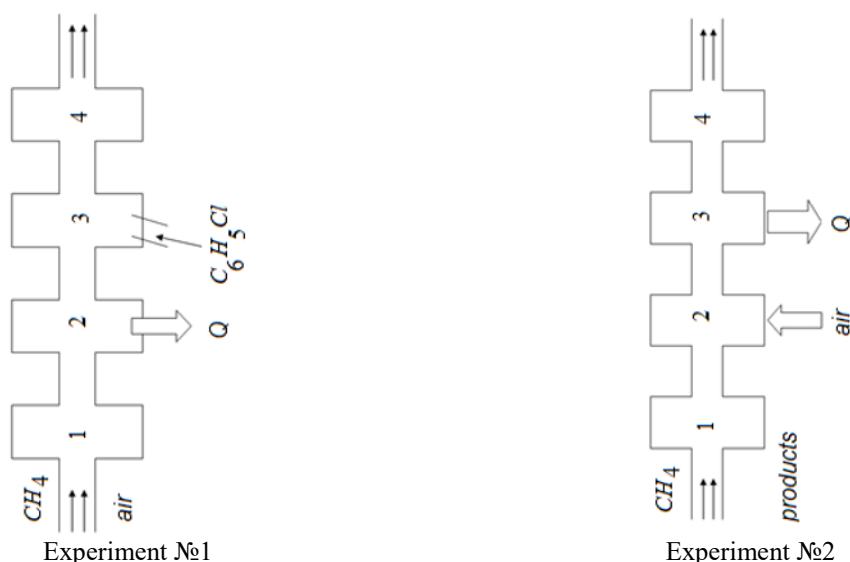 4
3
C6H5Cl
2
Q
1
CH4
air
Experiment №1
4
3
Q
2
air
1
CH4
products
Experiment №2